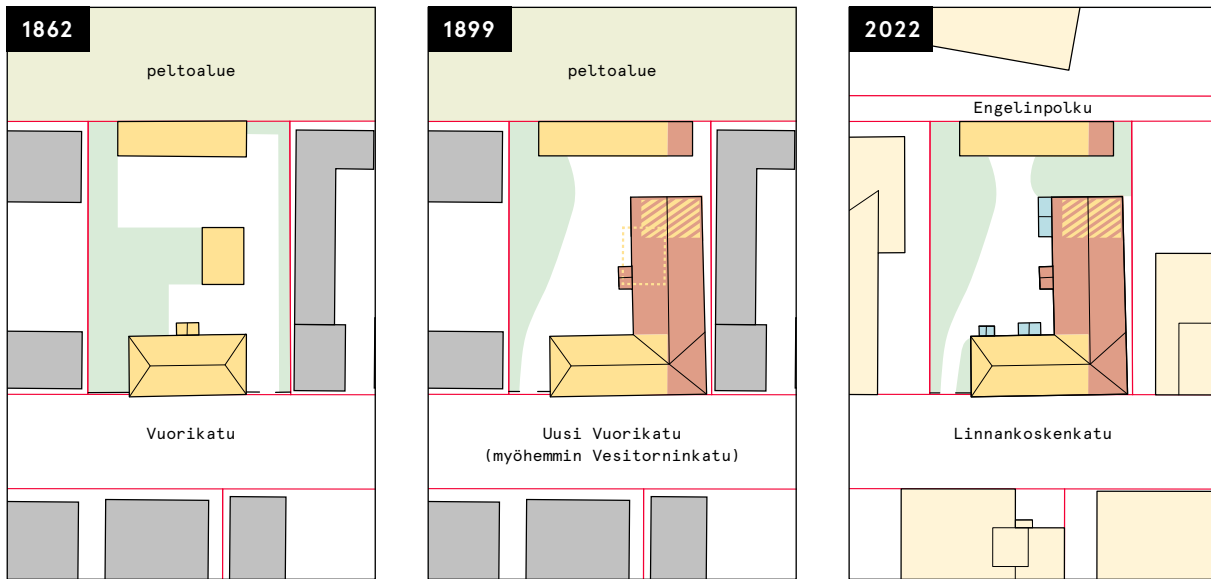 1862
peltoalue
Vuorikatu
1899
peltoalue
Uusi Vuorikatu
(myöhemmin Vesitorninkatu)
2022
Engelinpolku
Linnankoskenkatu